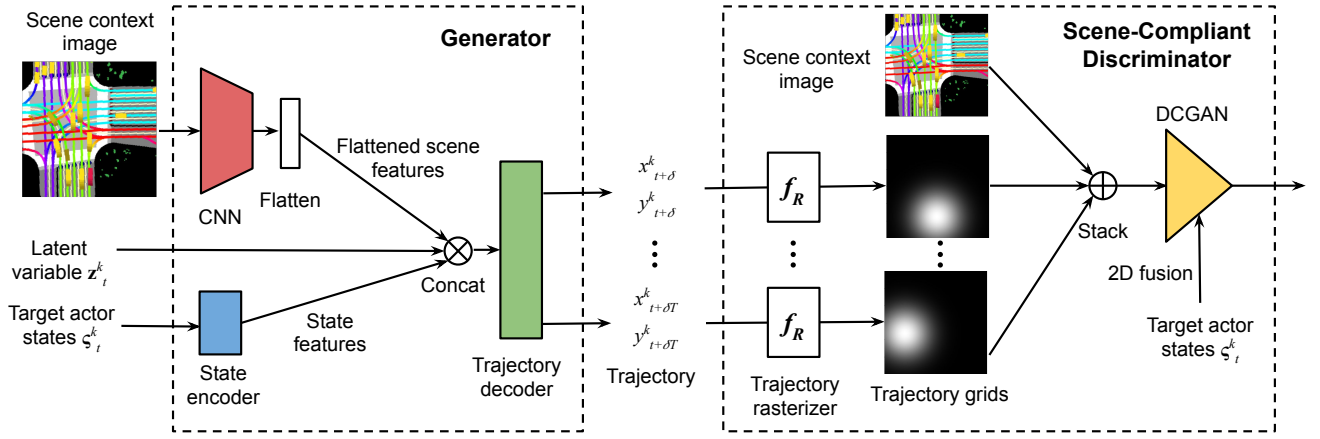 Scene context
image
Generator
CNN
Flatten
Flattened scene
features
Latent
variable z^k_t
Target actor
states ς^k_t
State
encoder
State
features
Concat
Trajectory
decoder
x^k_{t+δ}
y^k_{t+δ}
x^k_{t+δT}
y^k_{t+δT}
Trajectory
Scene-Compliant
Discriminator
Scene context
image
f_R
f_R
Trajectory
rasterizer
Trajectory grids
Stack
DCGAN
2D fusion
Target actor
states ς^k_t